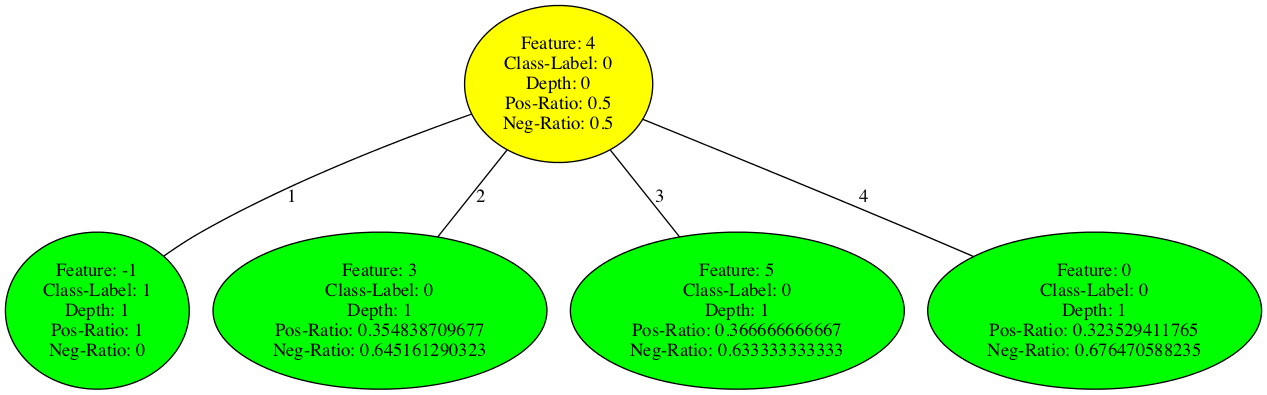 Feature: 4
Class-Label: 0
Depth: 0
Pos-Ratio: 0.5
Neg-Ratio: 0.5
1
2
3
4
Feature: -1
Class-Label: 1
Depth: 1
Pos-Ratio: 1
Neg-Ratio: 0
Feature: 3
Class-Label: 0
Depth: 1
Pos-Ratio: 0.354838709677
Neg-Ratio: 0.645161290323
Feature: 5
Class-Label: 0
Depth: 1
Pos-Ratio: 0.366666666667
Neg-Ratio: 0.633333333333
Feature: 0
Class-Label: 0
Depth: 1
Pos-Ratio: 0.323529411765
Neg-Ratio: 0.676470588235